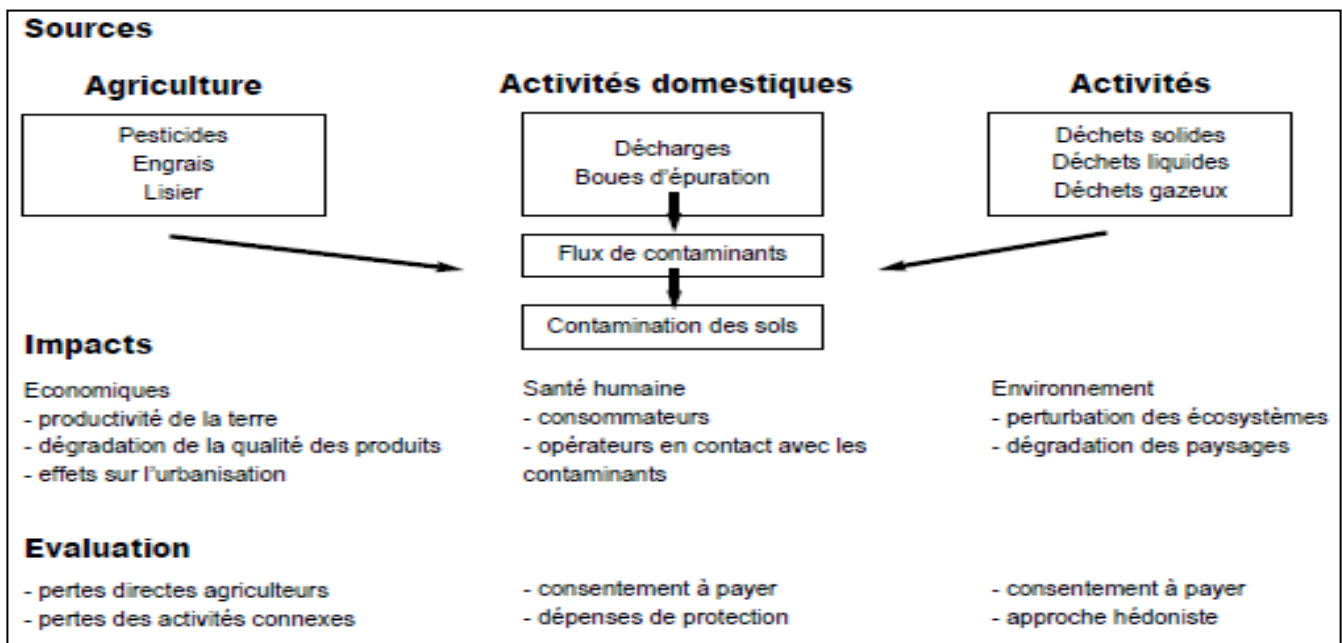 Sources
Agriculture
Pesticides
Engrais
Lisier
Activités domestiques
Décharges
Boues d'épuration
Activités
Déchets solides
Déchets liquides
Déchets gazeux
Flux de contaminants
Contamination des sols
Impacts
Economiques
- productivité de la terre
- dégradation de la qualité des produits
- effets sur l'urbanisation
Santé humaine
- consommateurs
- opérateurs en contact avec les
contaminants
Environnement
- perturbation des écosystèmes
- dégradation des paysages
Evaluation
- pertes directes agriculteurs
- pertes des activités connexes
- consentement à payer
- dépenses de protection
- consentement à payer
- approche hédoniste